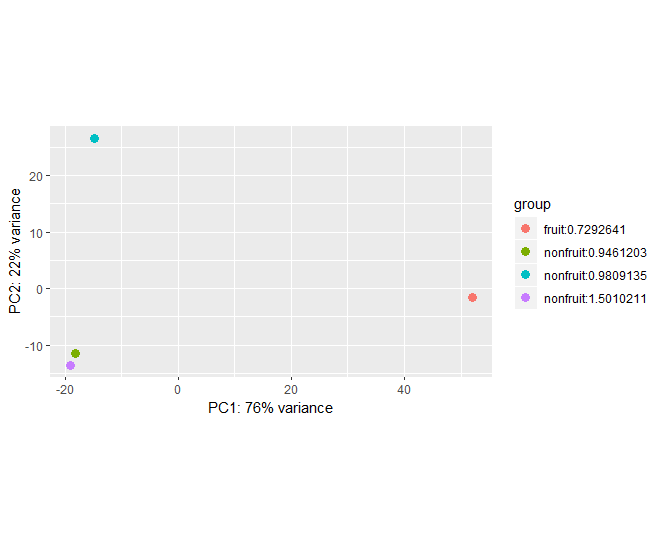 20
10
0
-10
-20
0
20
40
PC2: 22% variance
PC1: 76% variance
group
fruit:0.7292641
nonfruit:0.9461203
nonfruit:0.9809135
nonfruit:1.5010211